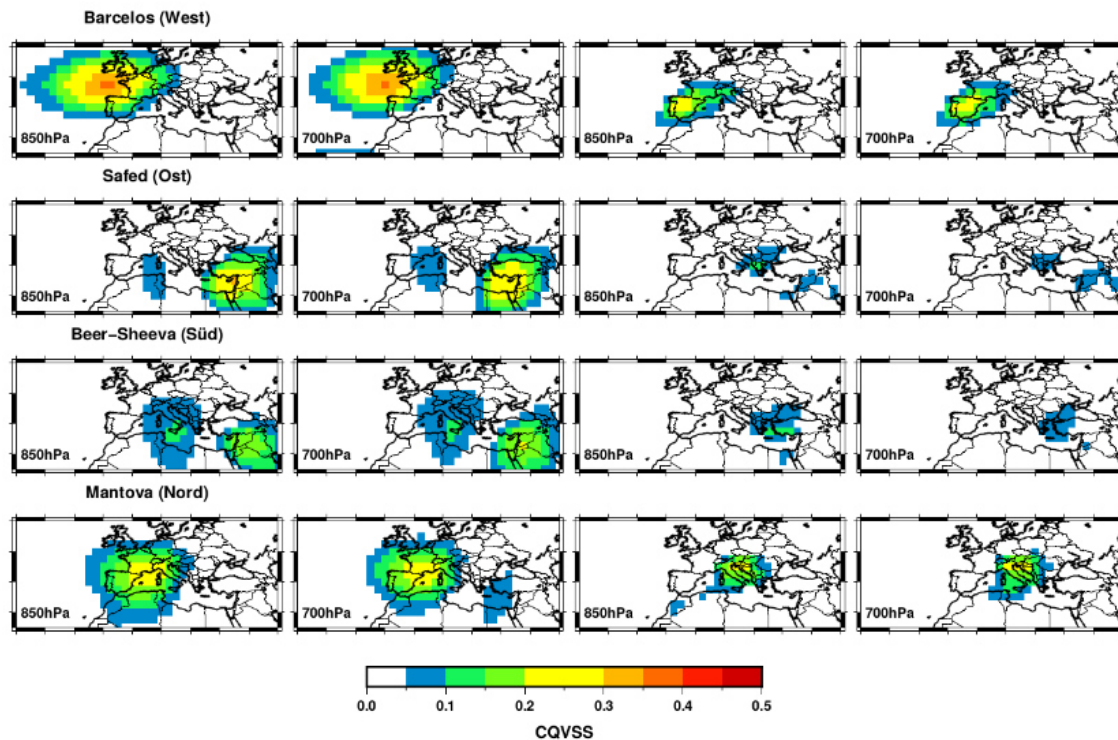 Barcelos (West)
850hPa 700hPa 850hPa 700hPa
Safed (Ost)
850hPa 700hPa 850hPa 700hPa
Beer-Sheeva (Süd)
850hPa 700hPa 850hPa 700hPa
Mantova (Nord)
850hPa 700hPa 850hPa 700hPa
0.0 0.1 0.2 0.3 0.4 0.5
CQVSS